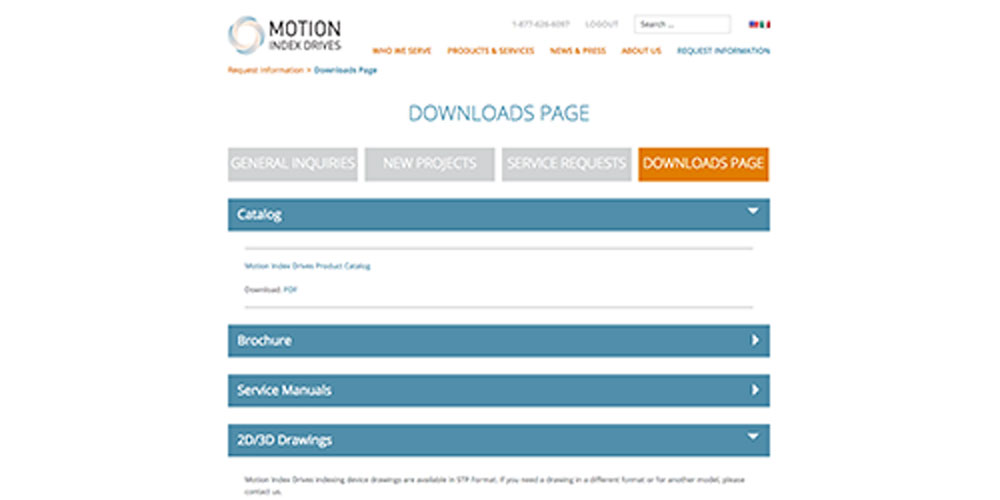 MOTION
INDEX DRIVES
1-877-626-6097 LOGOUT Search ...
WHO WE SERVE PRODUCTS & SERVICES NEWS & PRESS ABOUT US REQUEST INFORMATION
Request Information > Downloads Page
DOWNLOADS PAGE
GENERAL INQUIRIES NEW PROJECTS SERVICE REQUESTS DOWNLOADS PAGE
Catalog
Motion Index Drives Product Catalog
Download: PDF
Brochure
Service Manuals
2D/3D Drawings
Motion Index Drives indexing device drawings are available in STP Format. If you need a drawing in a different format or for another model, please
contact us.